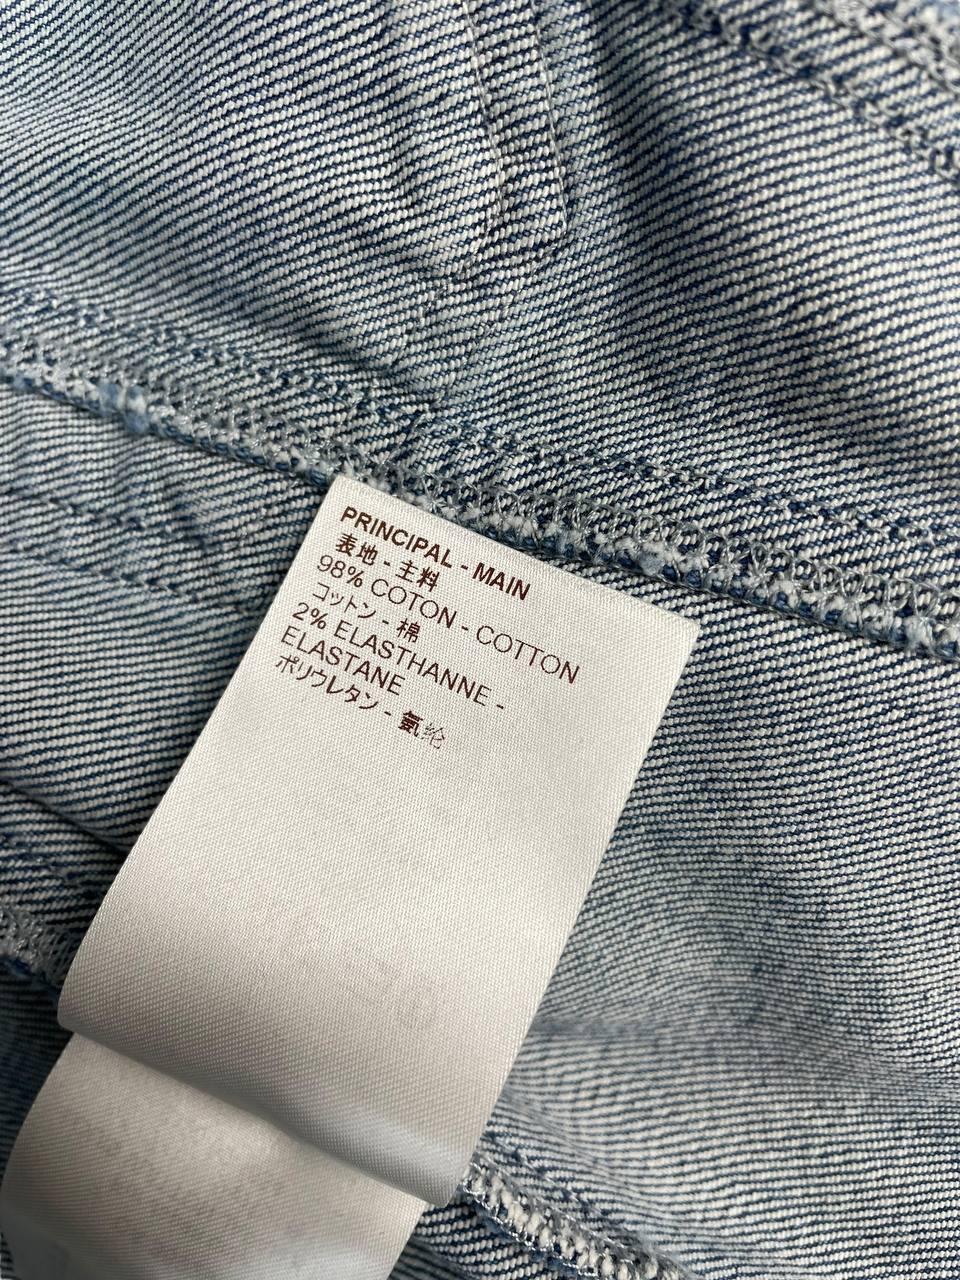 PRINCIPAL - MAIN
表地 - 主料
98% COTON - COTTON
コットン - 棉
2% ELASTHANNE -
ELASTANE
ポリウレタン - 氨纶